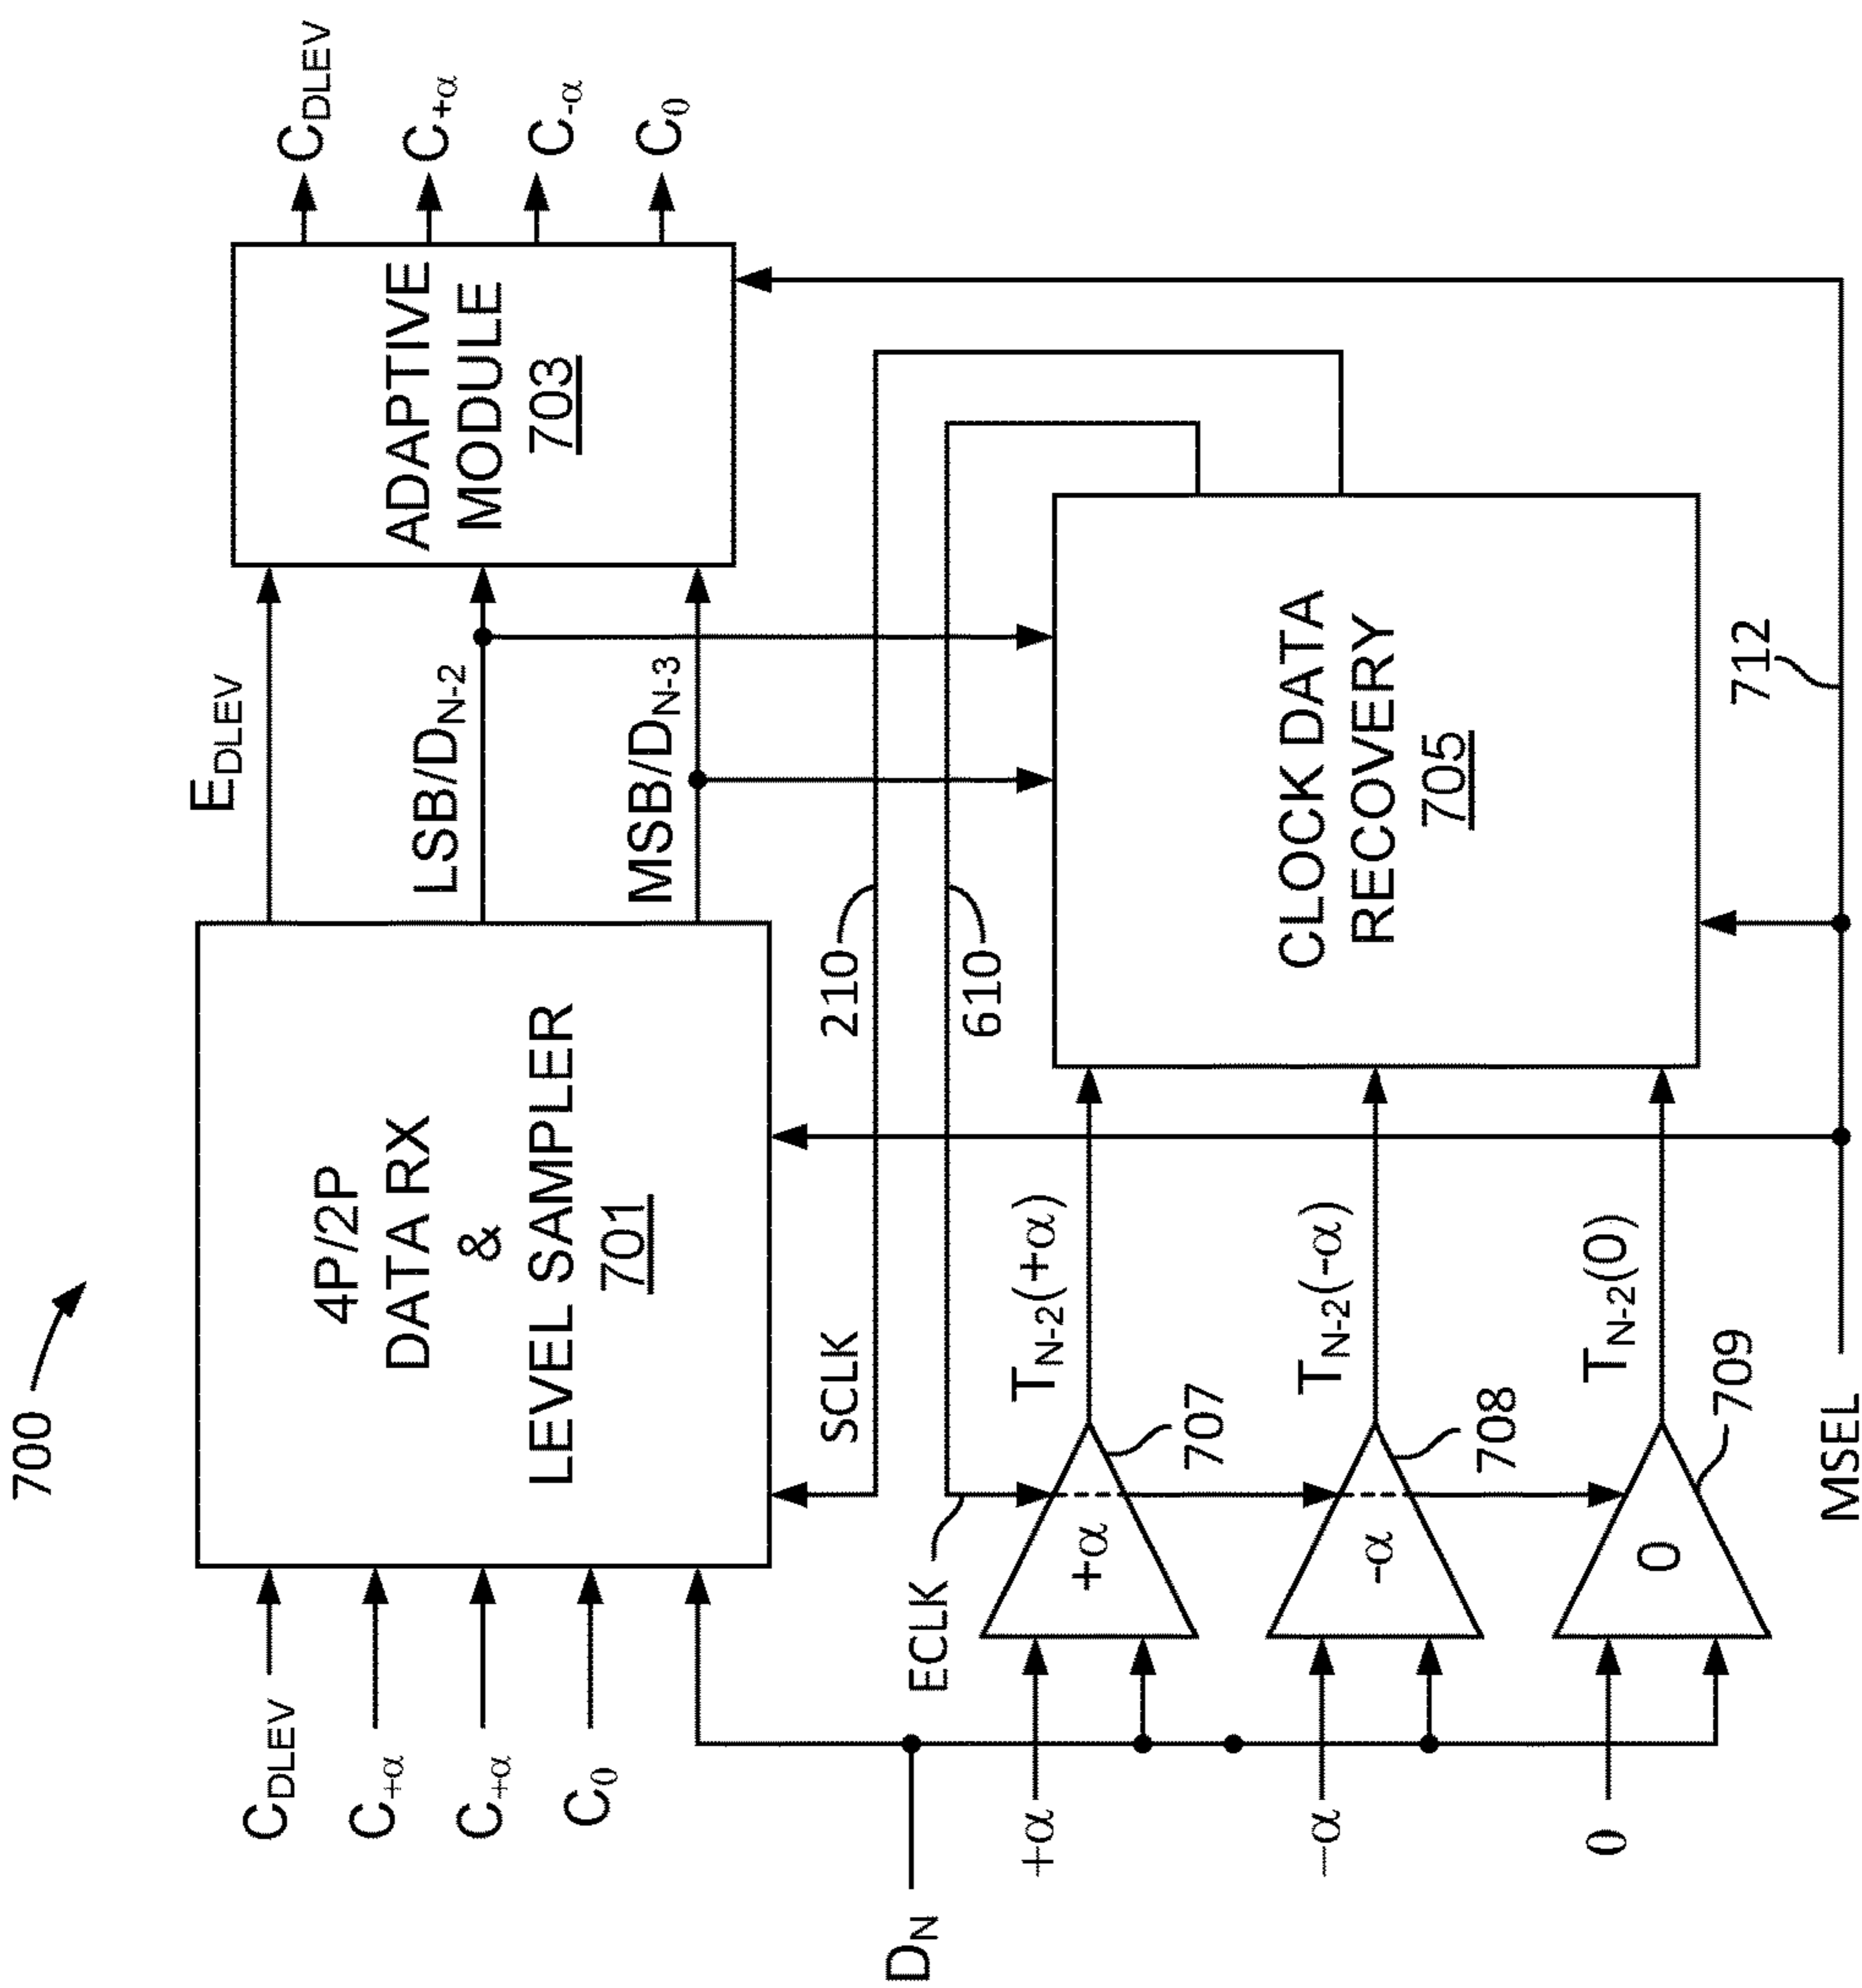 700
C_DLEV
C_+α
C_+α
C_0
4P/2P
DATA RX
&
LEVEL SAMPLER
701
E_DLEV
LSB/D_N-2
MSB/D_N-3
ADAPTIVE
MODULE
703
C_DLEV
C_+α
C_-α
C_0
SCLK
210
610
ECLK
D_N
+α
+α
707
T_N-2(+α)
−α
-α
708
T_N-2(-α)
0
0
709
T_N-2(0)
CLOCK DATA
RECOVERY
705
712
MSEL